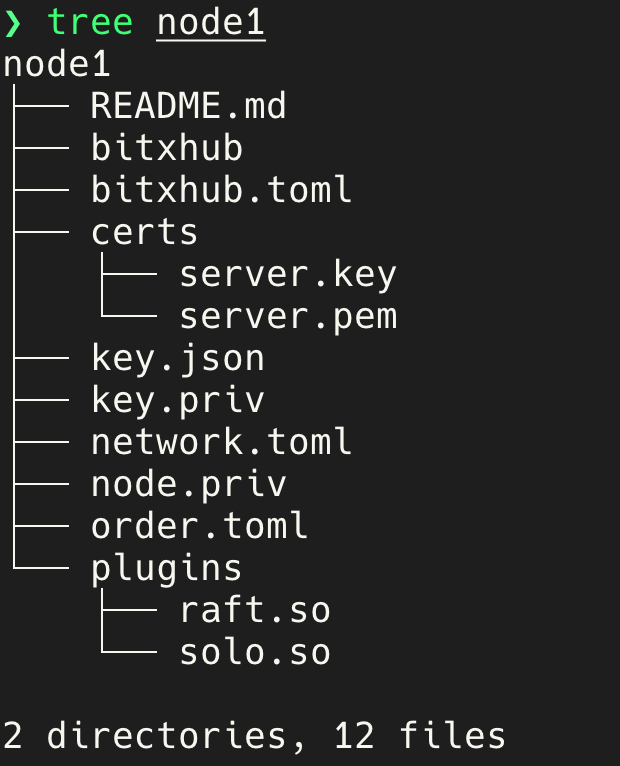 ❯ tree node1
node1
├── README.md
├── bitxhub
├── bitxhub.toml
├── certs
│   ├── server.key
│   └── server.pem
├── key.json
├── key.priv
├── network.toml
├── node.priv
├── order.toml
└── plugins
    ├── raft.so
    └── solo.so
2 directories, 12 files